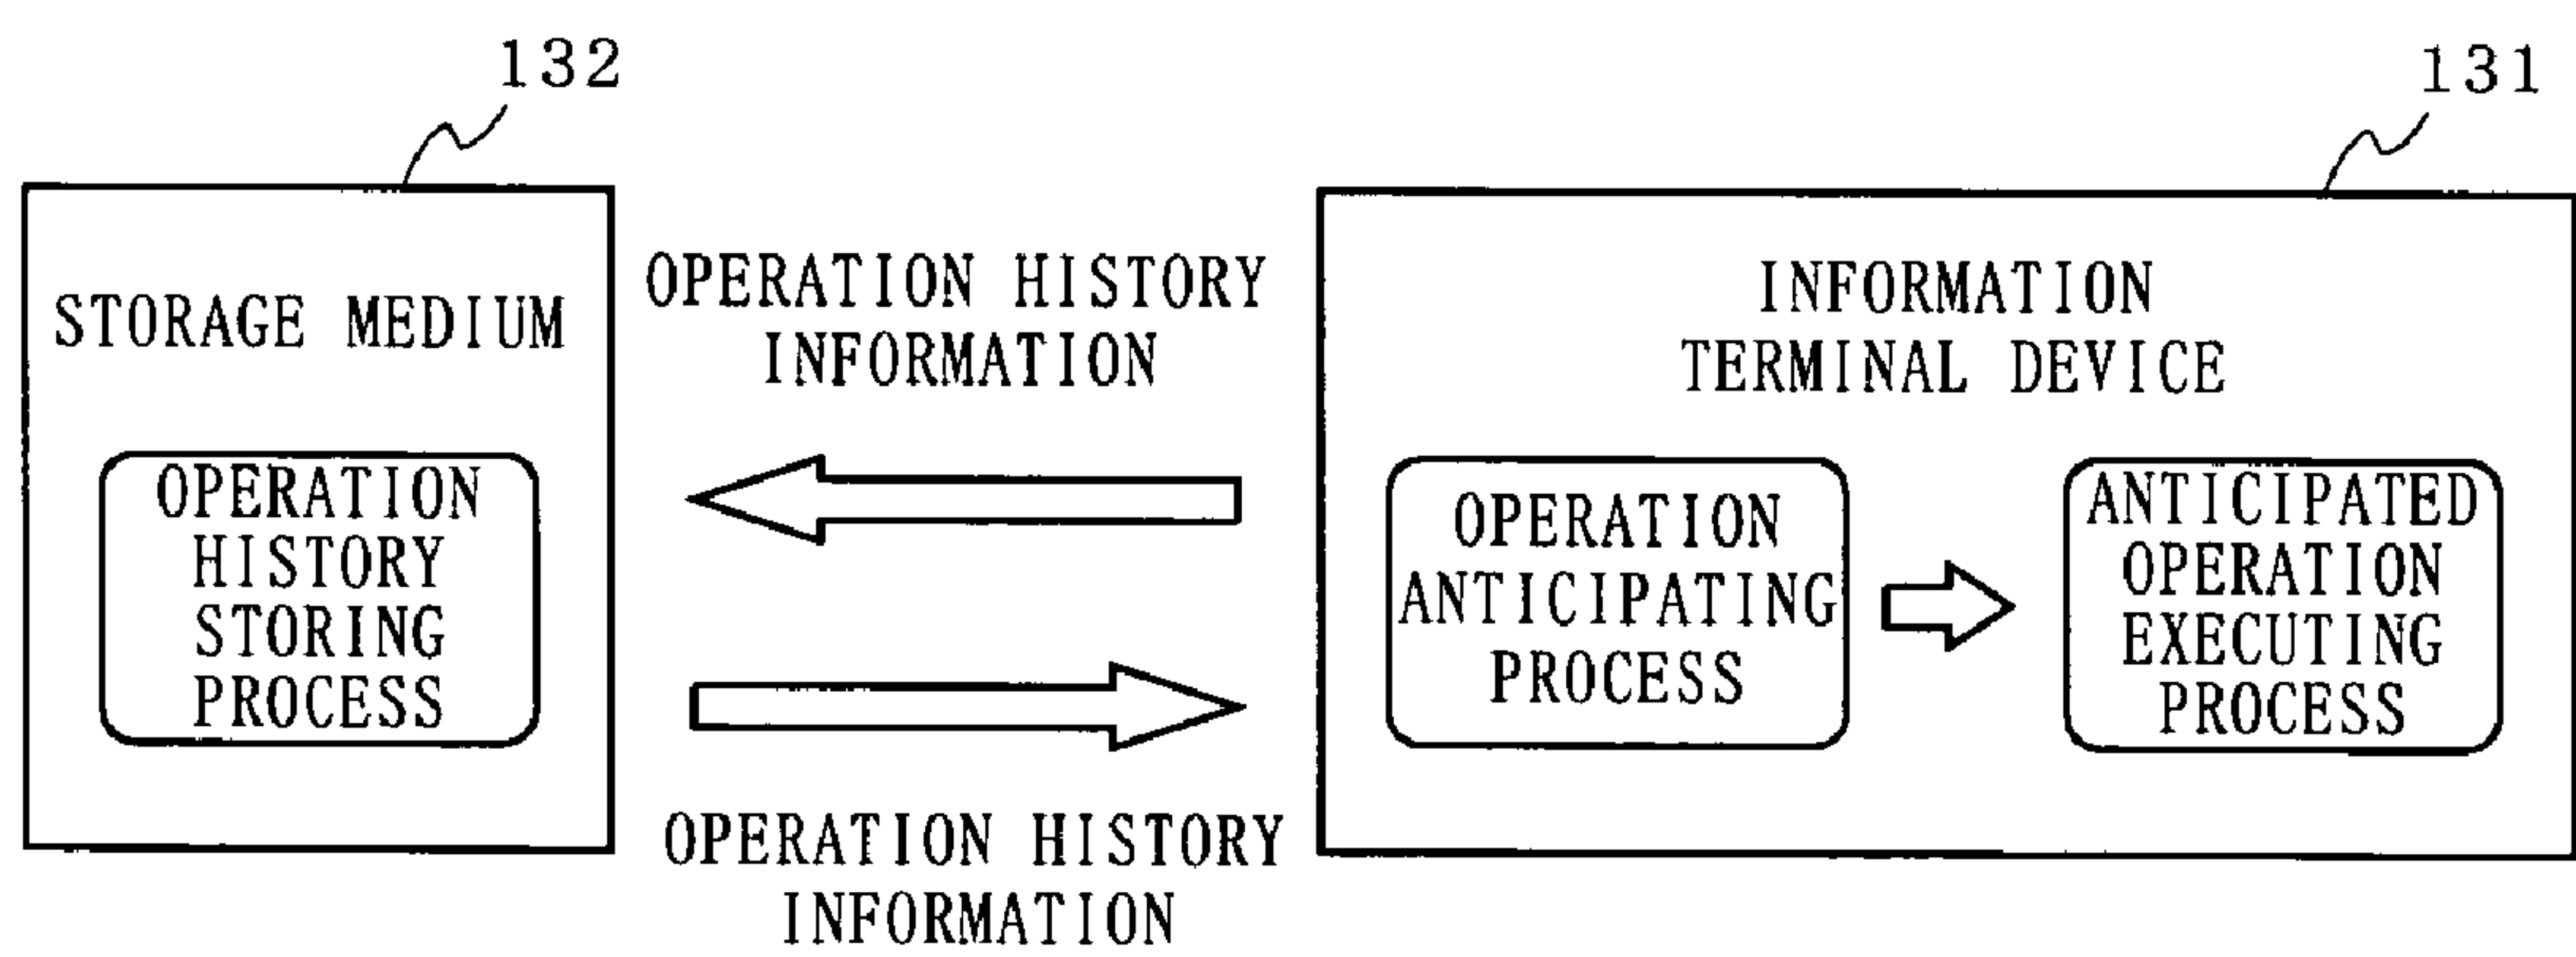 132
131
STORAGE MEDIUM
OPERATION
HISTORY
STORING
PROCESS
OPERATION HISTORY
INFORMATION
OPERATION HISTORY
INFORMATION
INFORMATION
TERMINAL DEVICE
OPERATION
ANTICIPATING
PROCESS
ANTICIPATED
OPERATION
EXECUTING
PROCESS